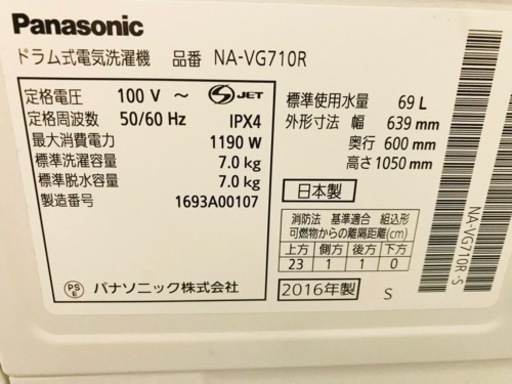 Panasonic
ドラム式電気洗濯機 品番 NA-VG710R
定格電圧 100 V ～
S JET
定格周波数 50/60 Hz IPX4
最大消費電力 1190 W
標準洗濯容量 7.0 kg
標準脱水容量 7.0 kg
製造番号 1693A00107
標準使用水量 69 L
外形寸法 幅 639 mm
奥行 600 mm
高さ 1050 mm
日本製
消防法 基準適合 組込形
可燃物からの離隔距離(cm)
上方 側方 後方 下方
23 1 1 0
PS E パナソニック株式会社
2016年製 S
NA-VG710R-S